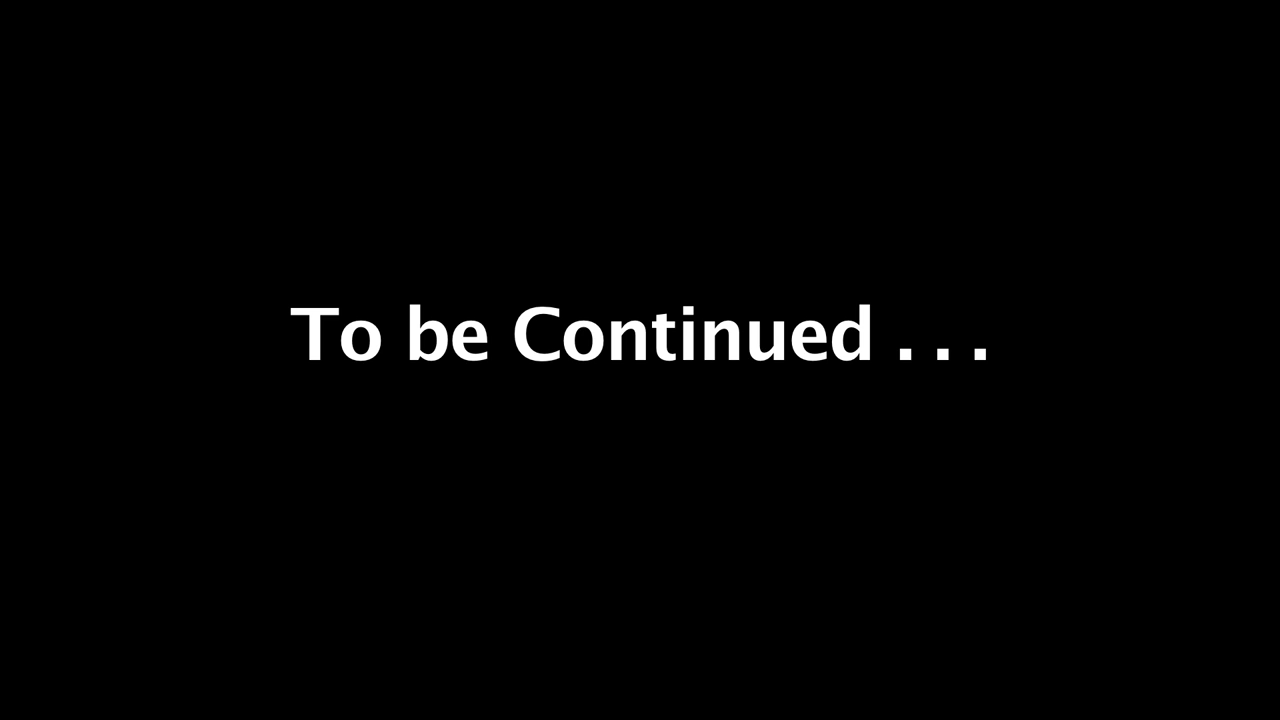 To be Continued . . .